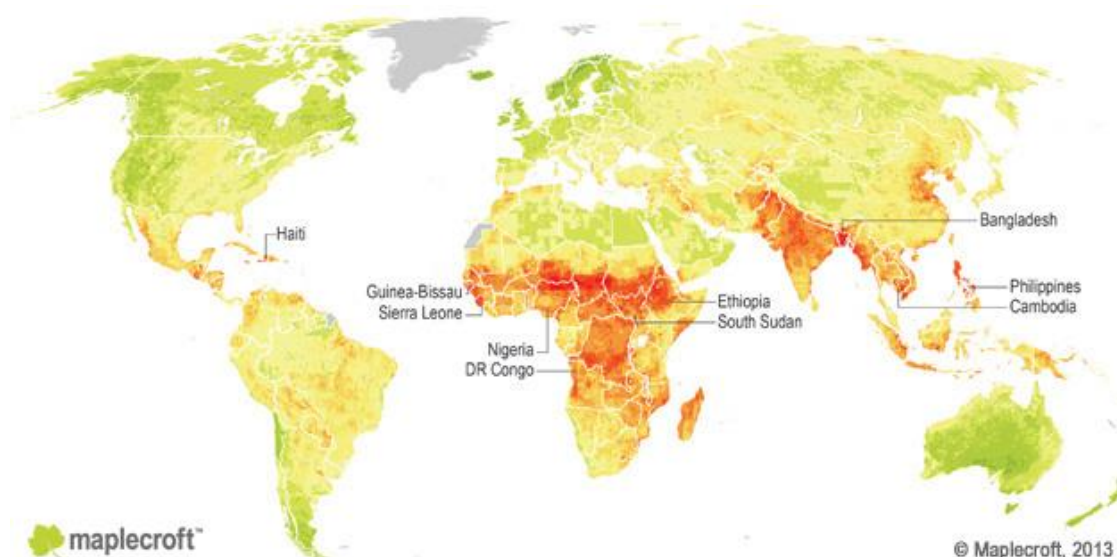 Haiti
Bangladesh
Guinea-Bissau
Sierra Leone
Ethiopia
South Sudan
Philippines
Cambodia
Nigeria
DR Congo
maplecroft™
© Maplecroft, 2013